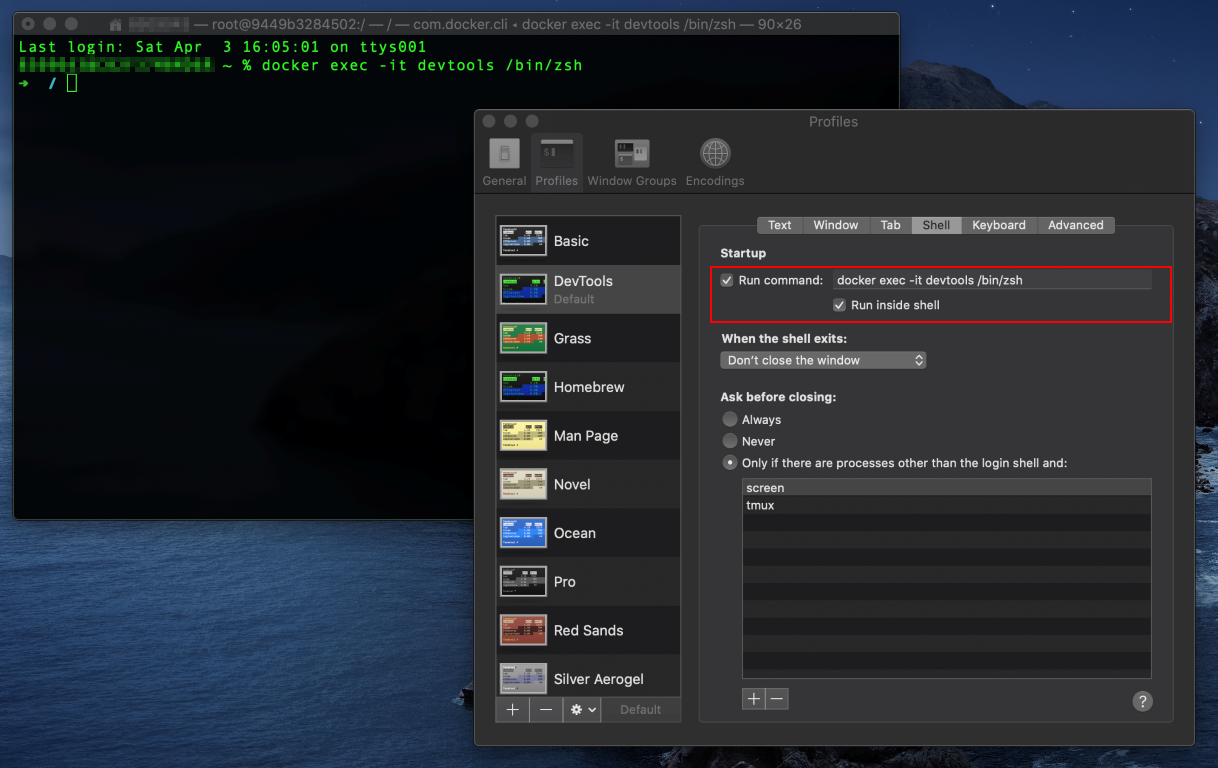 — root@9449b3284502:/ — / — com.docker.cli ◂ docker exec -it devtools /bin/zsh — 90×26
Last login: Sat Apr  3 16:05:01 on ttys001
~ % docker exec -it devtools /bin/zsh
➜  /
Profiles
General Profiles Window Groups Encodings
Basic
DevTools
Default
Grass
Homebrew
Man Page
Novel
Ocean
Pro
Red Sands
Silver Aerogel
Default
Text Window Tab Shell Keyboard Advanced
Startup
Run command: docker exec -it devtools /bin/zsh
Run inside shell
When the shell exits:
Don't close the window
Ask before closing:
Always
Never
Only if there are processes other than the login shell and:
screen
tmux
?